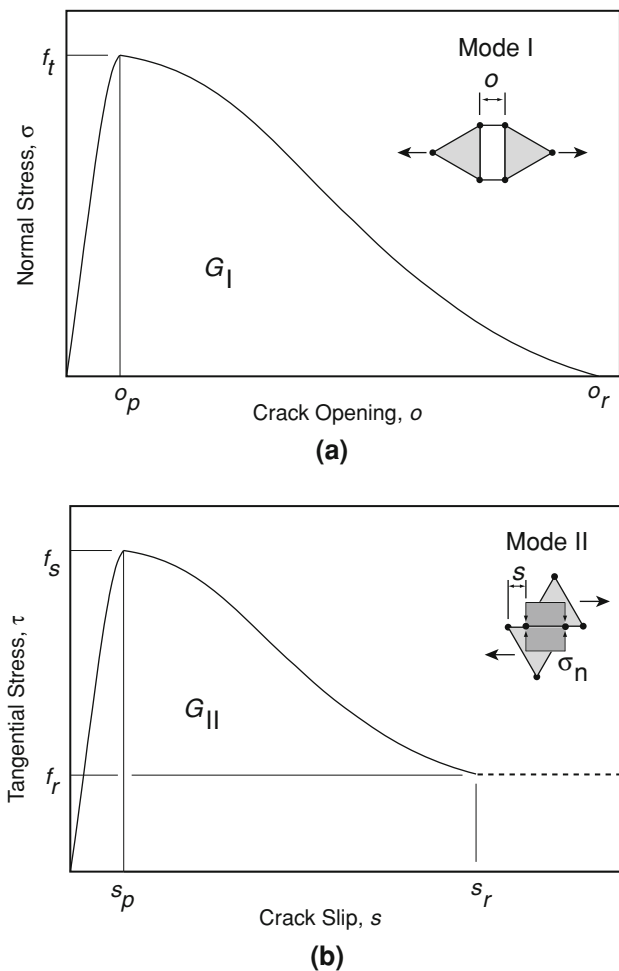 Mode I
f_t
o
Normal Stress, σ
G_I
o_p
o_r
Crack Opening, o
(a)
Mode II
f_s
s
σ_n
Tangential Stress, τ
G_II
f_r
s_p
s_r
Crack Slip, s
(b)